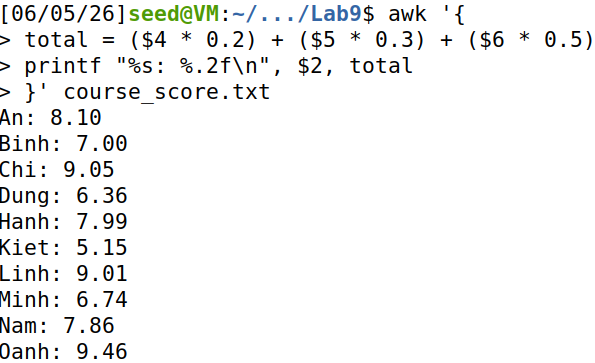 [06/05/26]seed@VM:~/.../Lab9$ awk '{
> total = ($4 * 0.2) + ($5 * 0.3) + ($6 * 0.5)
> printf "%s: %.2f\n", $2, total
> }' course_score.txt
An: 8.10
Binh: 7.00
Chi: 9.05
Dung: 6.36
Hanh: 7.99
Kiet: 5.15
Linh: 9.01
Minh: 6.74
Nam: 7.86
Oanh: 9.46